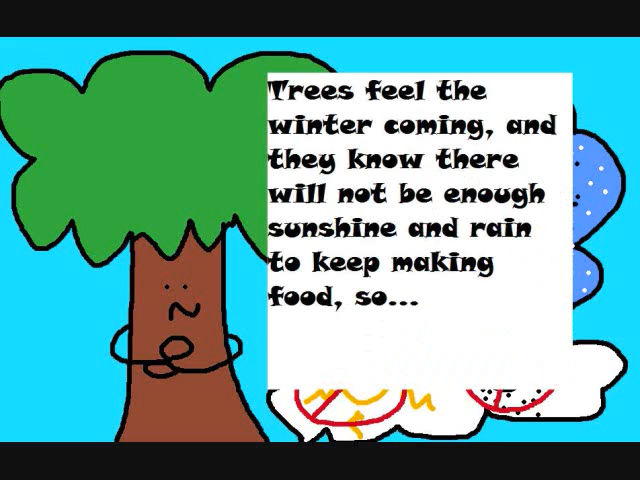 Trees feel the
winter coming, and
they know there
will not be enough
sunshine and rain
to keep making
food, so...